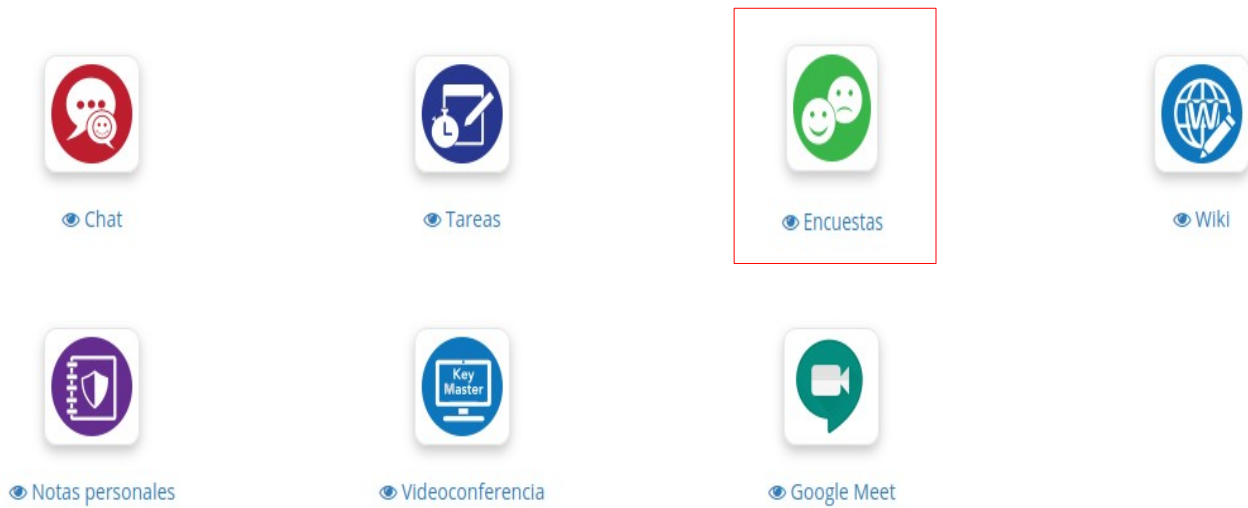 Chat
Tareas
Encuestas
W
Wiki
Key
Master
Notas personales
Videoconferencia
Google Meet